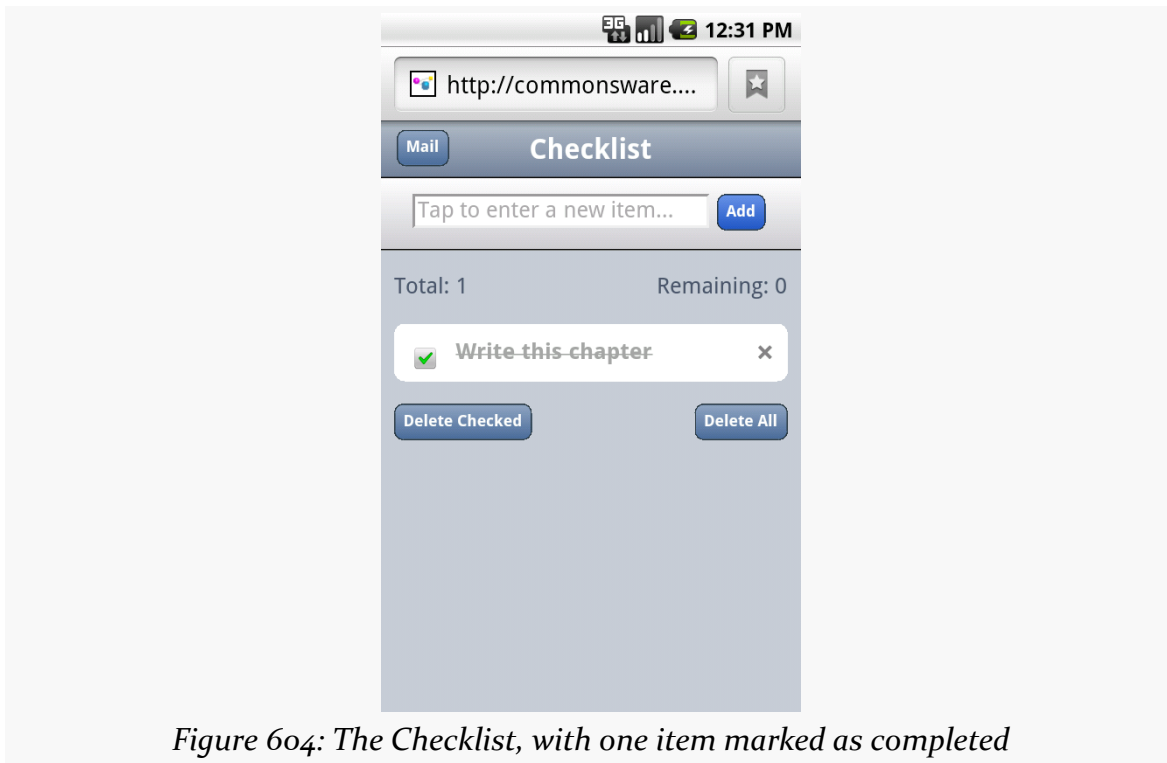 3G 12:31 PM
http://commonsware....
Mail Checklist
Tap to enter a new item... Add
Total: 1 Remaining: 0
Write this chapter ×
Delete Checked Delete All
Figure 604: The Checklist, with one item marked as completed